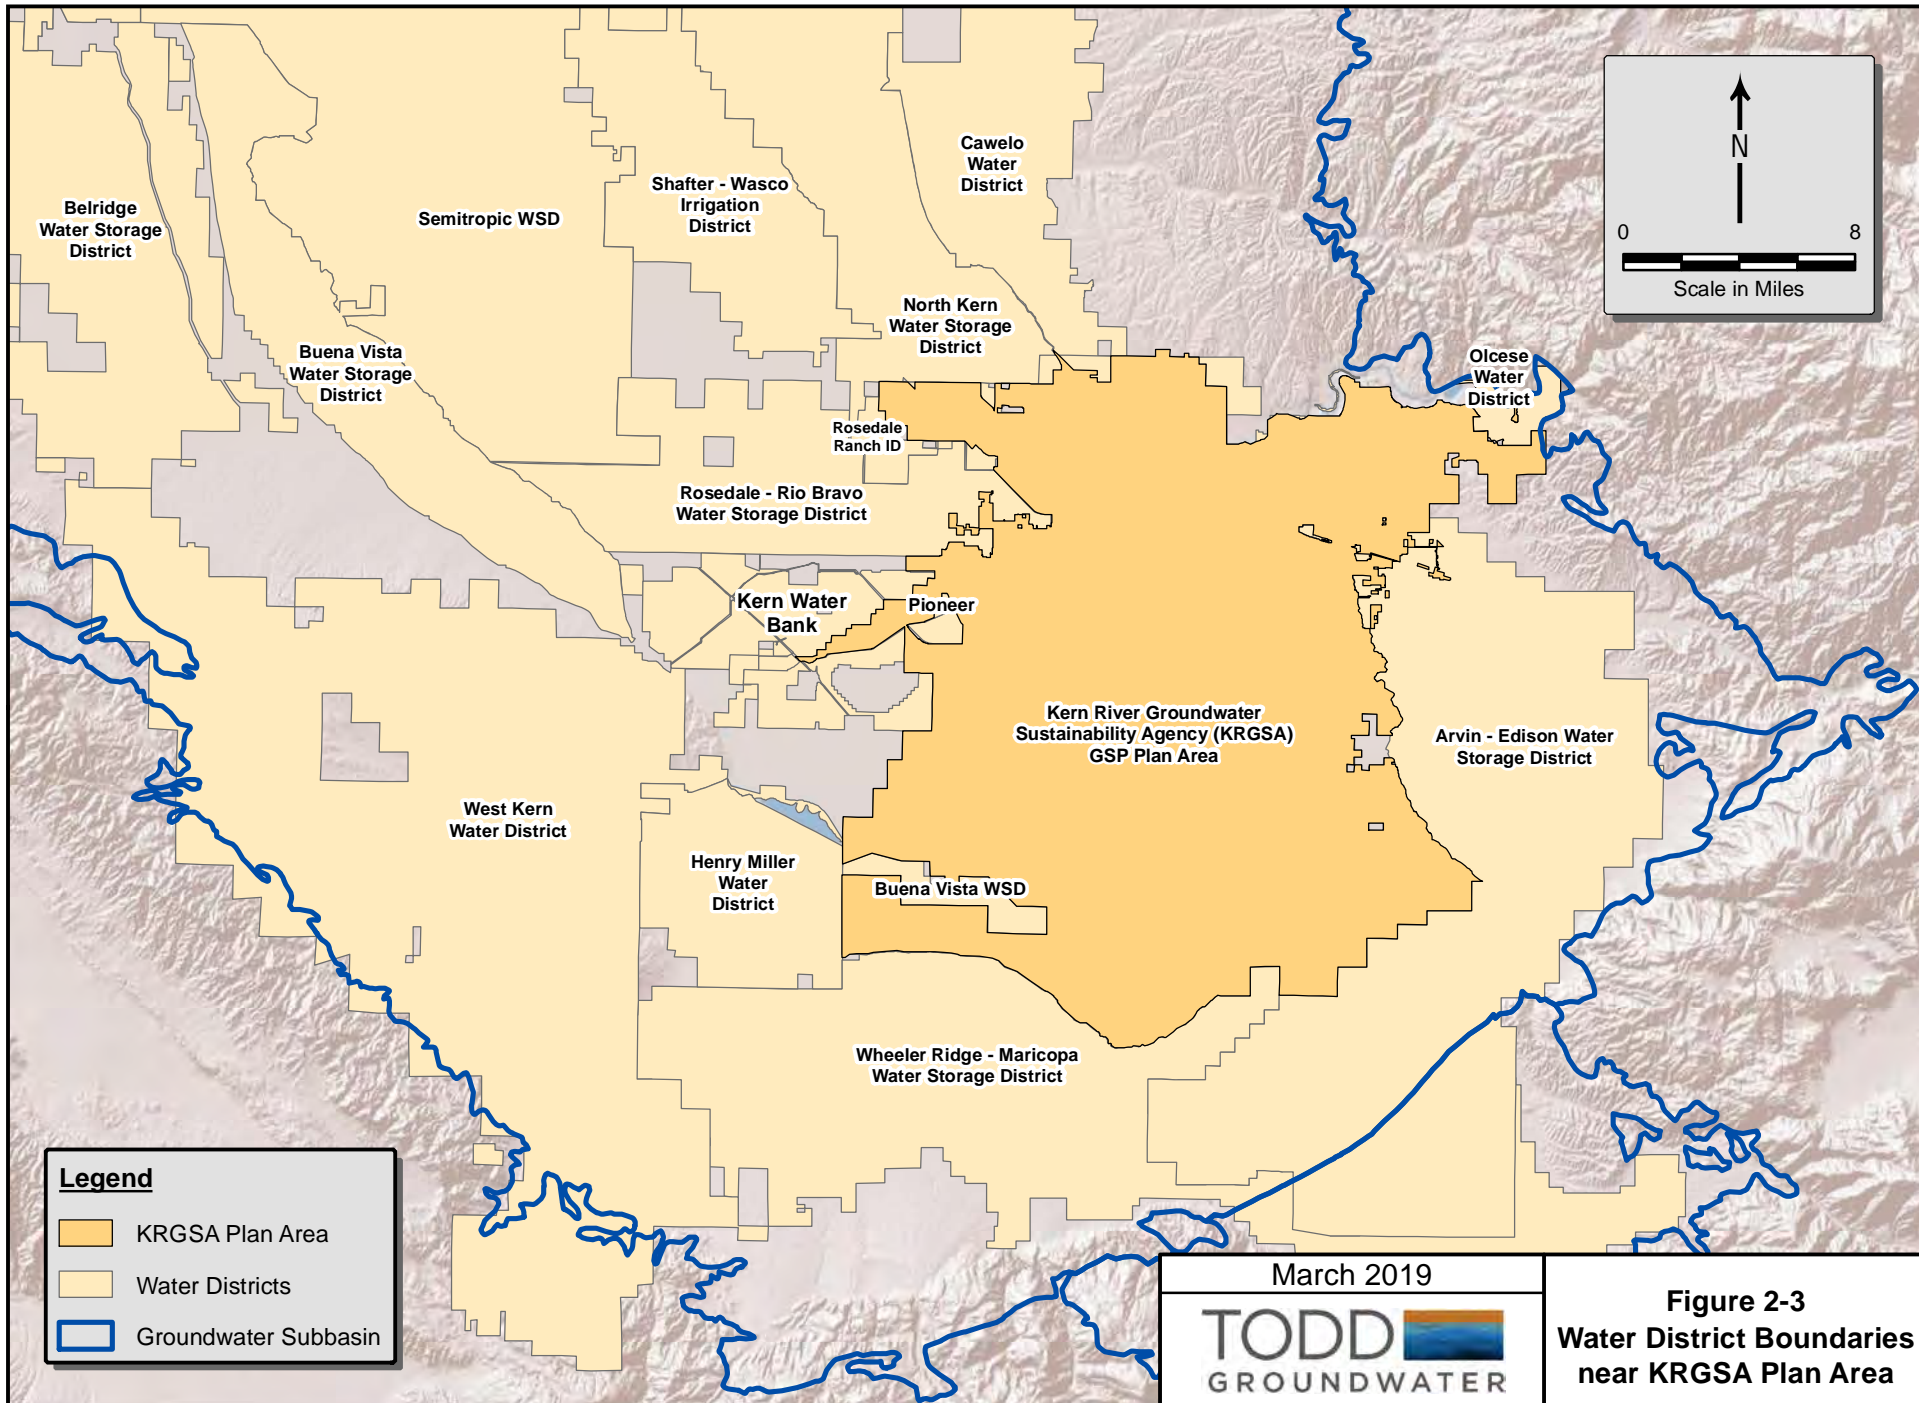 Belridge
Water Storage
District
Semitropic WSD
Shafter - Wasco
Irrigation
District
Cawelo
Water
District
N
0 8
Scale in Miles
Buena Vista
Water Storage
District
North Kern
Water Storage
District
Olcese
Water
District
Rosedale
Ranch ID
Rosedale - Rio Bravo
Water Storage District
Kern Water
Bank
Pioneer
Kern River Groundwater
Sustainability Agency (KRGSA)
GSP Plan Area
Arvin - Edison Water
Storage District
West Kern
Water District
Henry Miller
Water
District
Buena Vista WSD
Wheeler Ridge - Maricopa
Water Storage District
Legend
KRGSA Plan Area
Water Districts
Groundwater Subbasin
March 2019
TODD
GROUNDWATER
Figure 2-3
Water District Boundaries
near KRGSA Plan Area